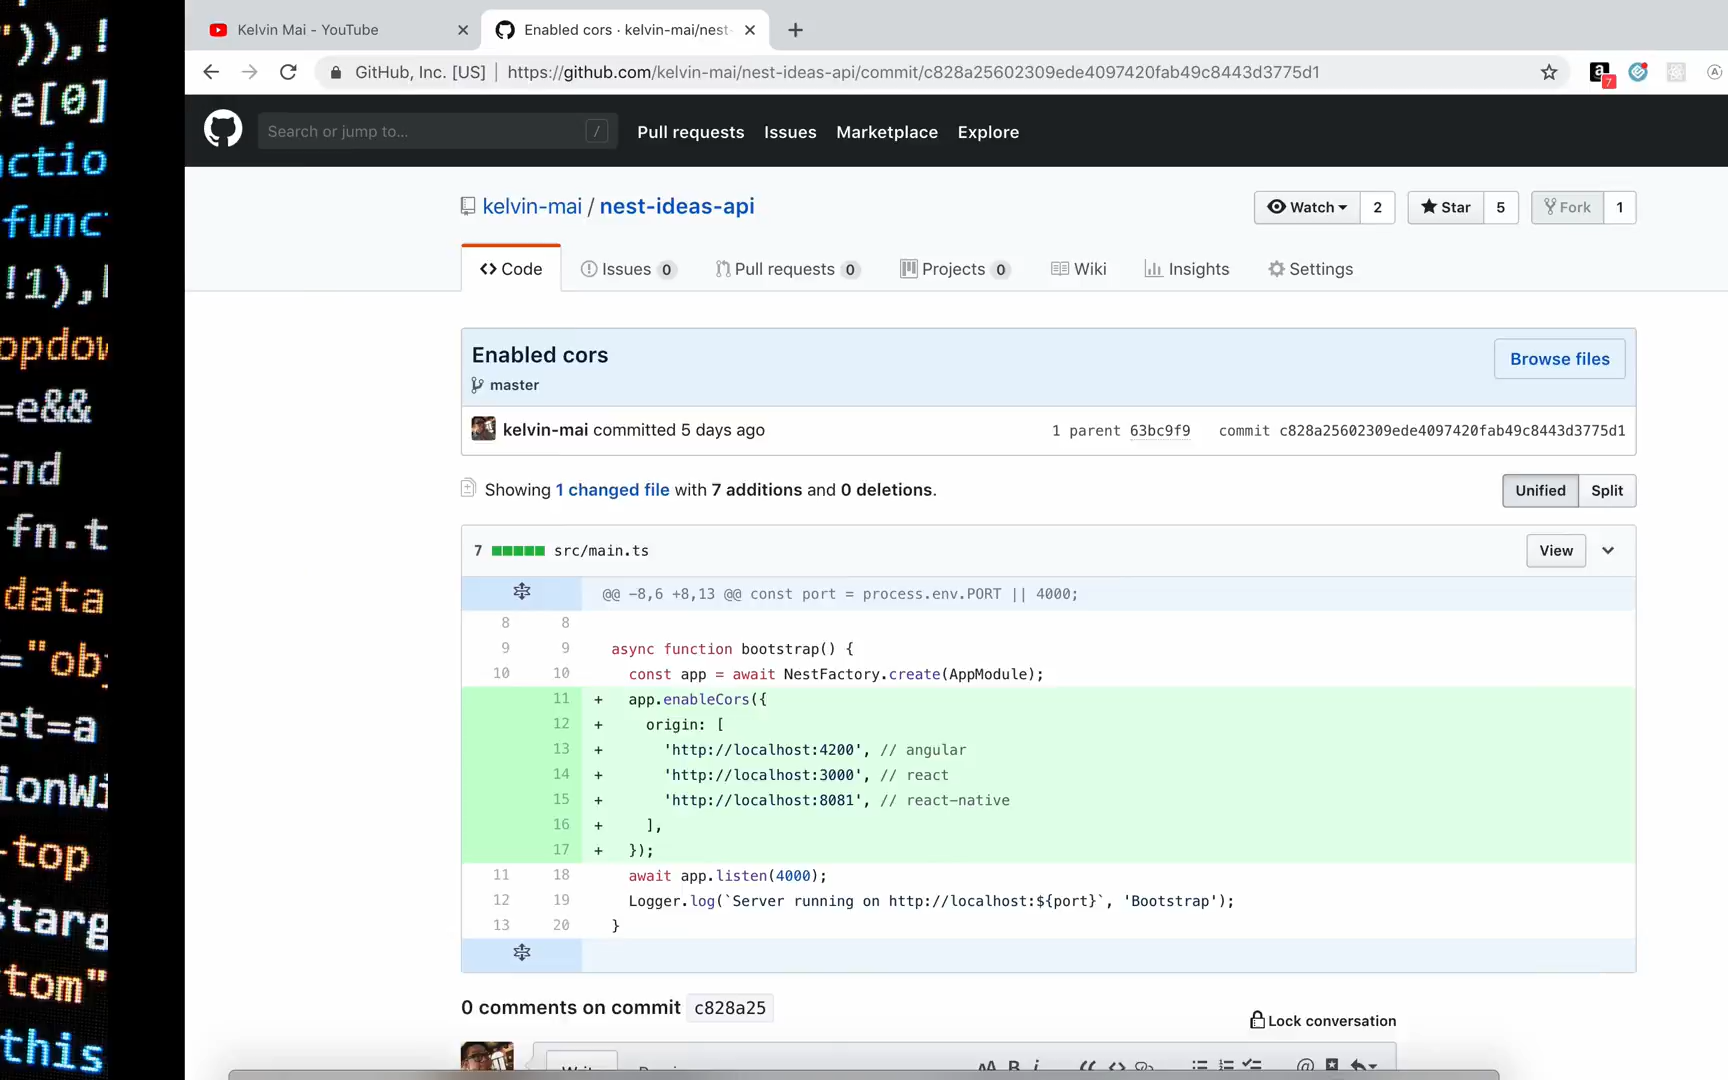 ")),!
e[0]
ctio
func
!1),
opdow
=e&&
End
fn.t
data
="ob
et=a
ionWi
-top
$targ
tom"
this
Kelvin Mai - YouTube
Enabled cors · kelvin-mai/nest-
GitHub, Inc. [US] | https://github.com/kelvin-mai/nest-ideas-api/commit/c828a25602309ede4097420fab49c8443d3775d1
a
7
A
Search or jump to...
/
Pull requests
Issues
Marketplace
Explore
kelvin-mai / nest-ideas-api
Watch
2
Star
5
Fork
1
Code
Issues 0
Pull requests 0
Projects 0
Wiki
Insights
Settings
Enabled cors
Browse files
master
kelvin-mai committed 5 days ago
1 parent 63bc9f9
commit c828a25602309ede4097420fab49c8443d3775d1
Showing 1 changed file with 7 additions and 0 deletions.
Unified
Split
7 src/main.ts
View
@@ -8,6 +8,13 @@ const port = process.env.PORT || 4000;
8 8
9 9 async function bootstrap() {
10 10 const app = await NestFactory.create(AppModule);
11 + app.enableCors({
12 + origin: [
13 + 'http://localhost:4200', // angular
14 + 'http://localhost:3000', // react
15 + 'http://localhost:8081', // react-native
16 + ],
17 + });
11 18 await app.listen(4000);
12 19 Logger.log(`Server running on http://localhost:${port}`, 'Bootstrap');
13 20 }
0 comments on commit c828a25
Lock conversation